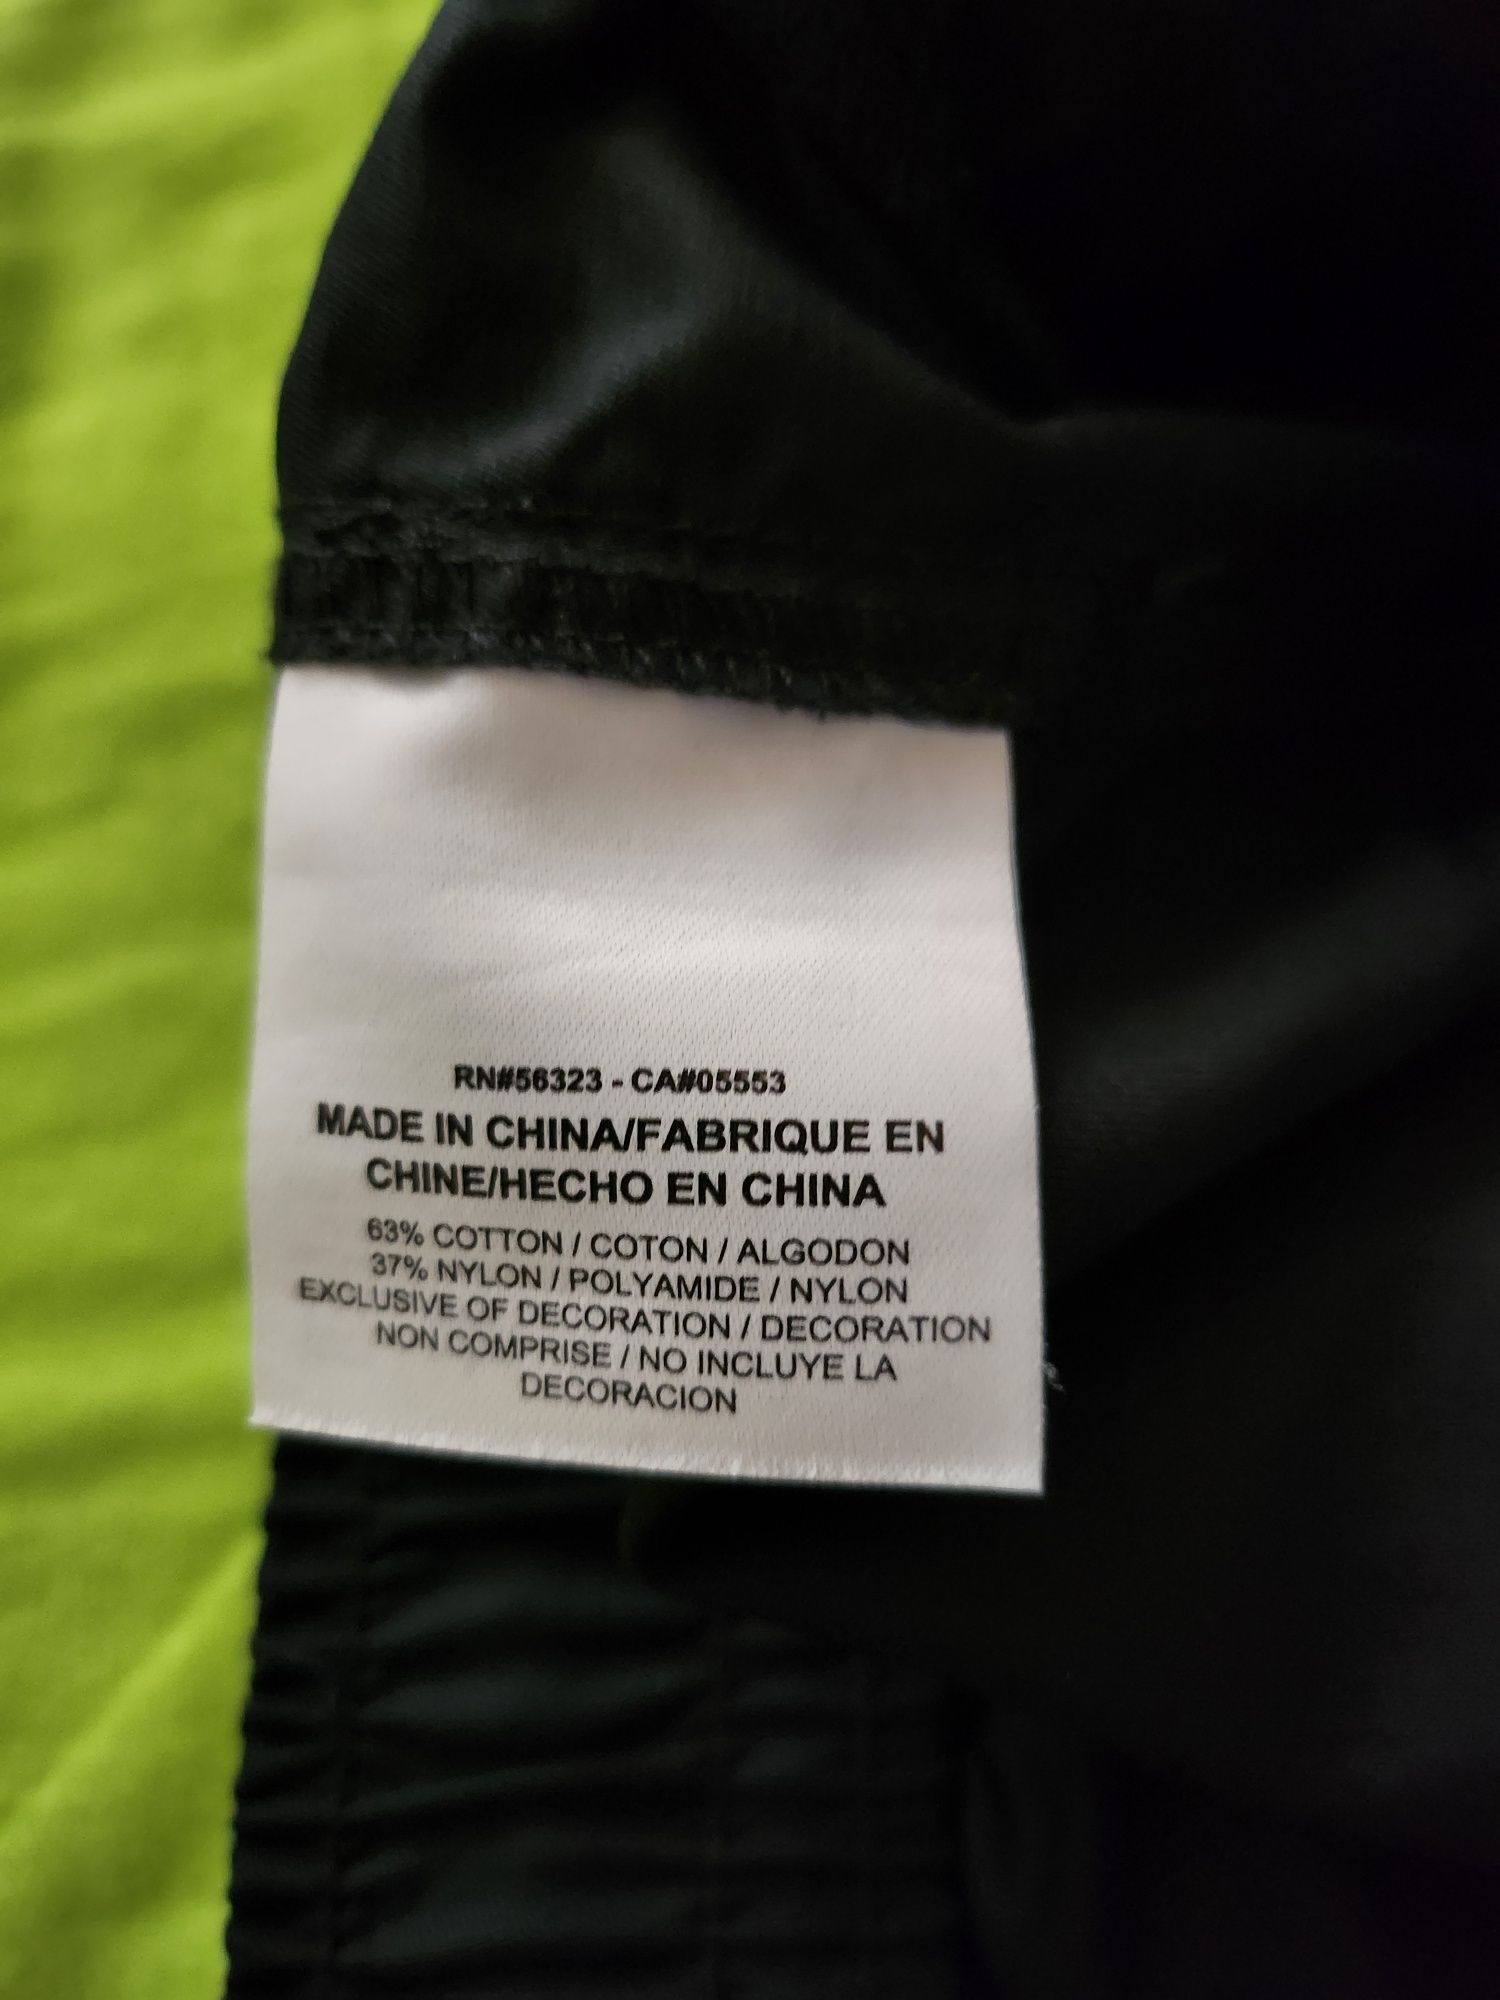 RN#56323 - CA#05553
MADE IN CHINA/FABRIQUE EN
CHINE/HECHO EN CHINA
63% COTTON / COTON / ALGODON
37% NYLON / POLYAMIDE / NYLON
EXCLUSIVE OF DECORATION / DECORATION
NON COMPRISE / NO INCLUYE LA
DECORACION